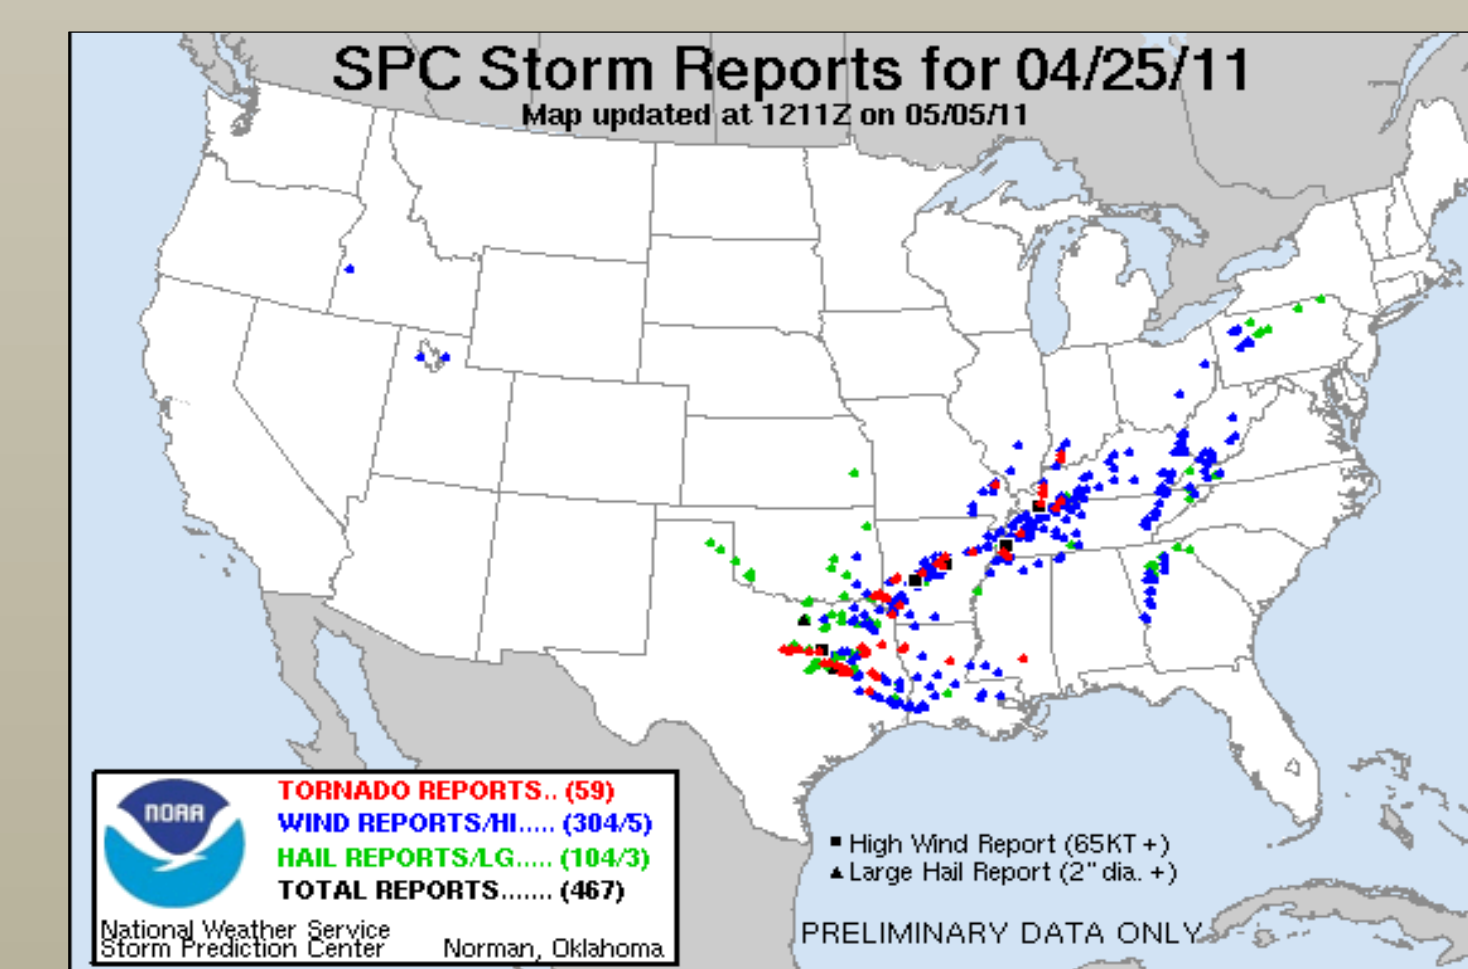 SPC Storm Reports for 04/25/11
Map updated at 1211Z on 05/05/11
NOAA
TORNADO REPORTS.. (59)
WIND REPORTS/HI..... (304/5)
HAIL REPORTS/LG..... (104/3)
TOTAL REPORTS....... (467)
National Weather Service
Storm Prediction Center Norman, Oklahoma
High Wind Report (65KT +)
Large Hail Report (2" dia. +)
PRELIMINARY DATA ONLY